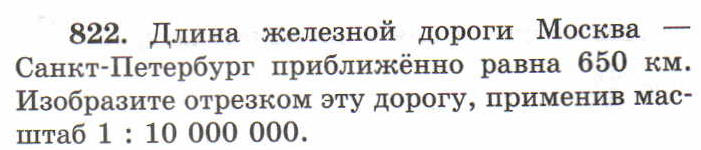 822. Длина железной дороги Москва —
Санкт-Петербург приближённо равна 650 км.
Изобразите отрезком эту дорогу, применив мас-
штаб 1 : 10 000 000.